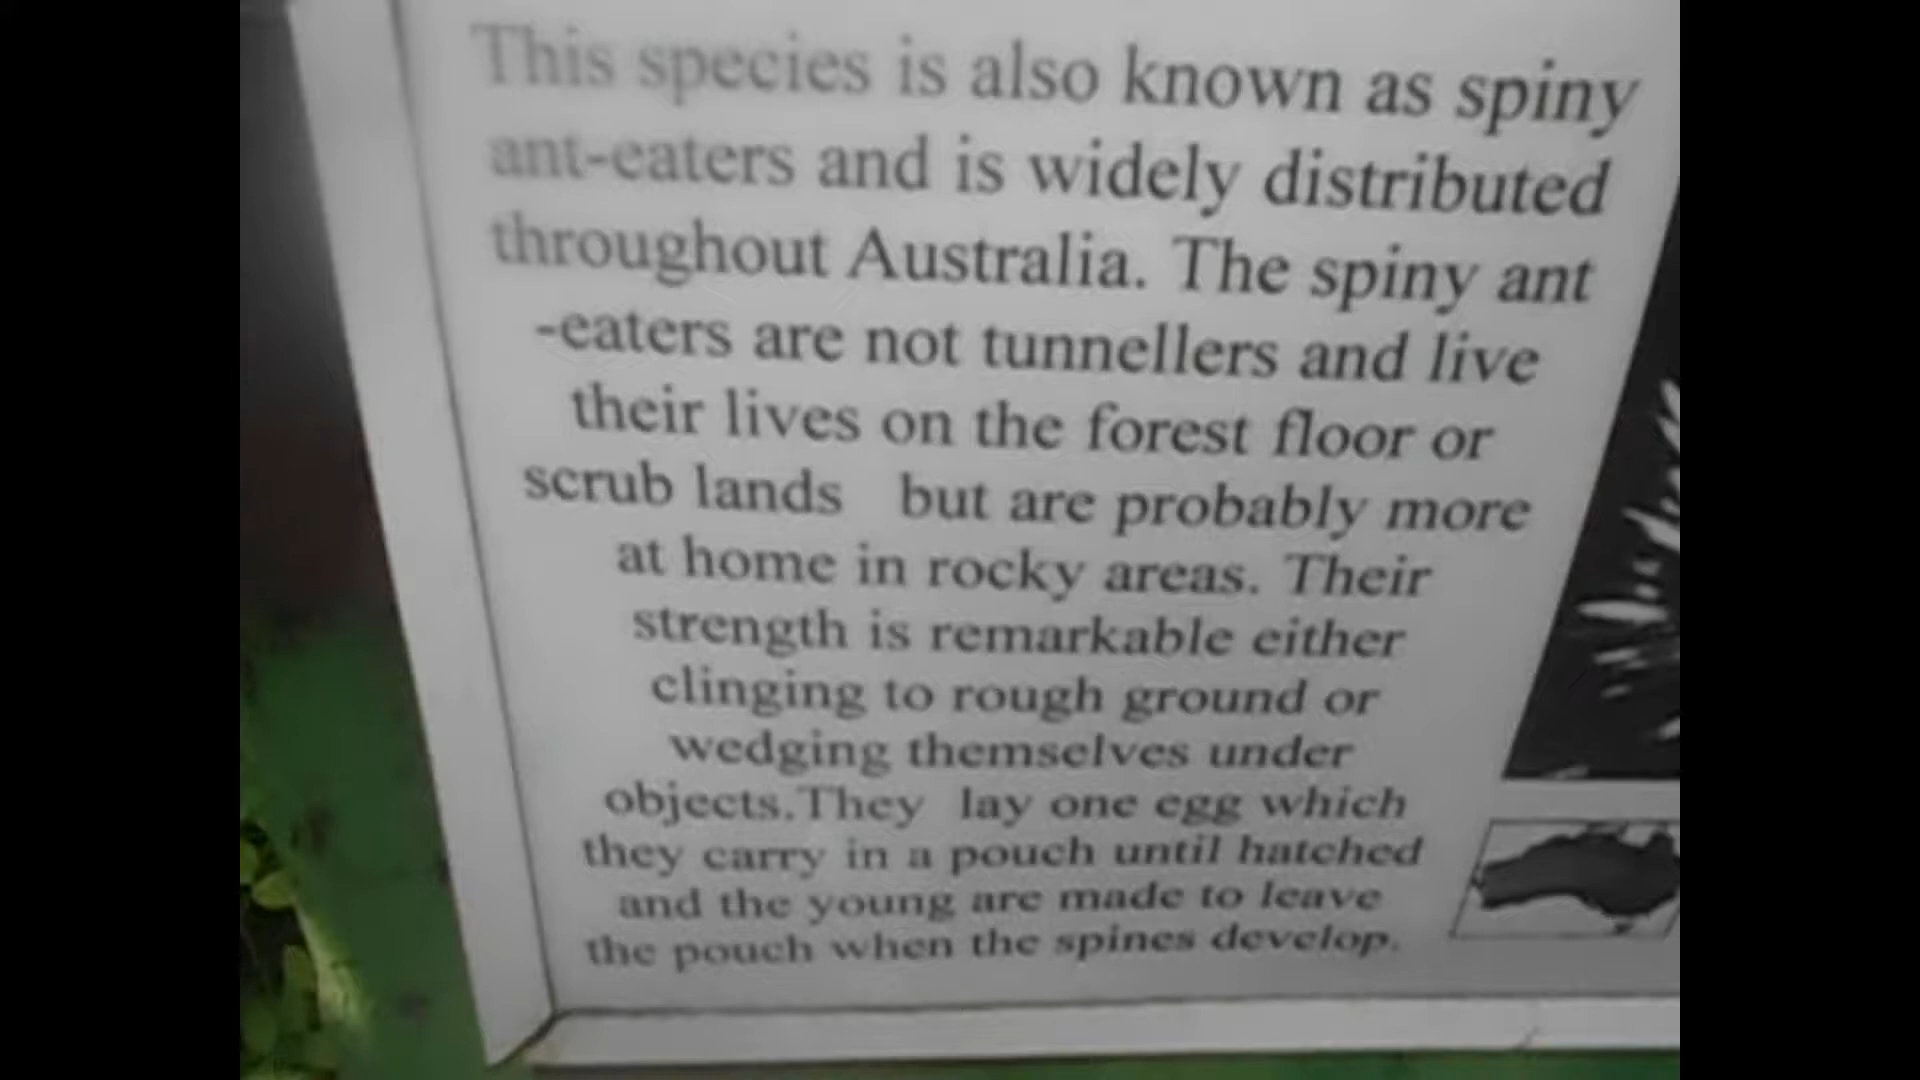 This species is also known as spiny
ant-eaters and is widely distributed
throughout Australia. The spiny ant
-eaters are not tunnellers and live
their lives on the forest floor or
scrub lands but are probably more
at home in rocky areas. Their
strength is remarkable either
clinging to rough ground or
wedging themselves under
objects.They lay one egg which
they carry in a pouch until hatched
and the young are made to leave
the pouch when the spines develop.